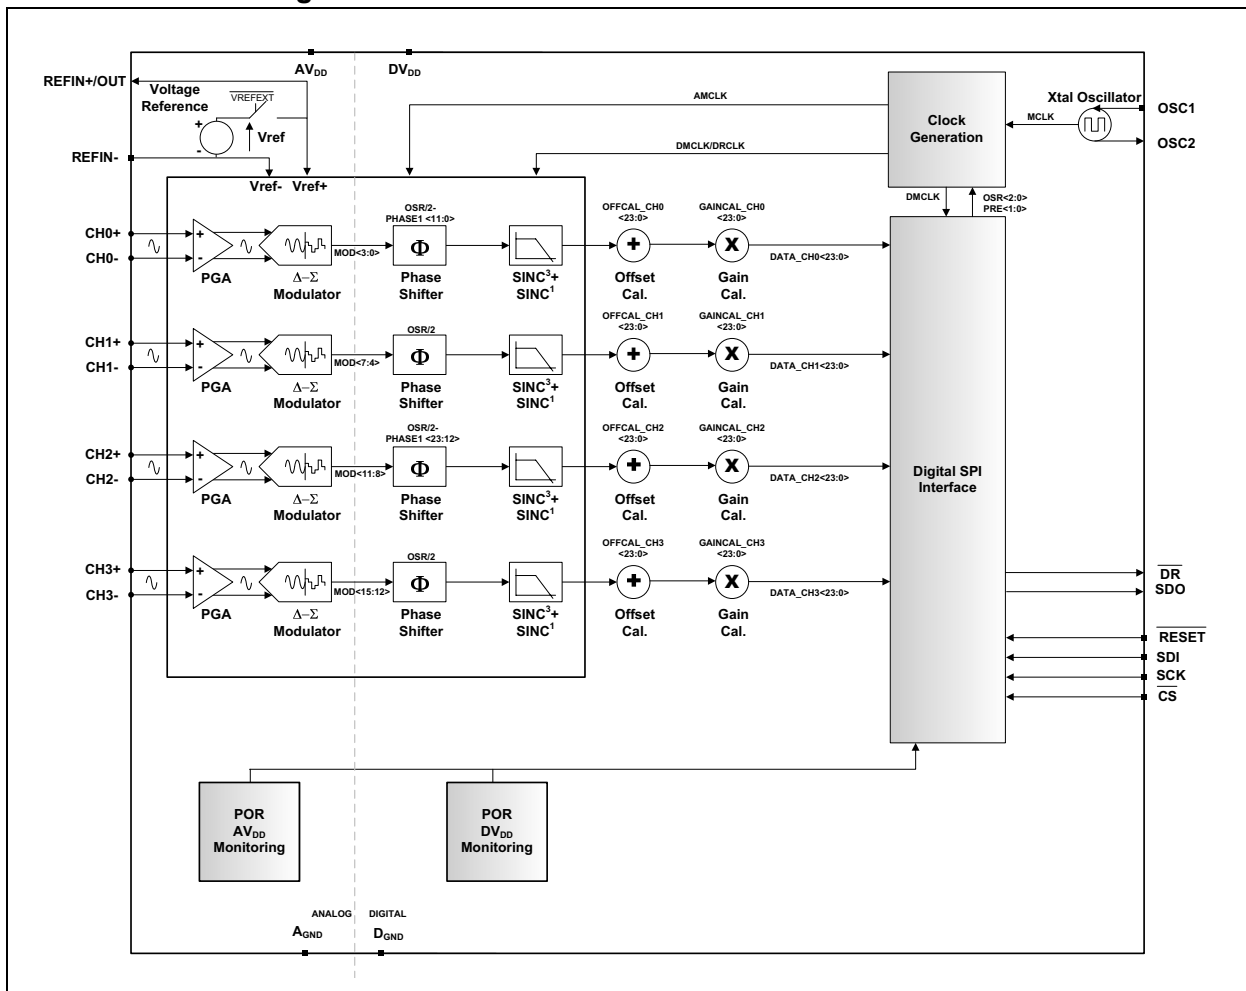 AVDD DVDD
REFIN+/OUT
Voltage
Reference
VREFEXT
+
-
Vref
REFIN-
Vref- Vref+
AMCLK
DMCLK/DRCLK
Clock
Generation
MCLK
Xtal Oscillator
OSC1
OSC2
DMCLK
OSR<2:0>
PRE<1:0>
CH0+
CH0-
+
-
PGA
Δ–Σ
Modulator
MOD<3:0>
OSR/2-
PHASE1 <11:0>
Φ
Phase
Shifter
SINC3+
SINC1
OFFCAL_CH0
<23:0>
+
Offset
Cal.
GAINCAL_CH0
<23:0>
X
Gain
Cal.
DATA_CH0<23:0>
CH1+
CH1-
+
-
PGA
Δ–Σ
Modulator
MOD<7:4>
OSR/2
Φ
Phase
Shifter
SINC3+
SINC1
OFFCAL_CH1
<23:0>
+
Offset
Cal.
GAINCAL_CH1
<23:0>
X
Gain
Cal.
DATA_CH1<23:0>
CH2+
CH2-
+
-
PGA
Δ–Σ
Modulator
MOD<11:8>
OSR/2-
PHASE1 <23:12>
Φ
Phase
Shifter
SINC3+
SINC1
OFFCAL_CH2
<23:0>
+
Offset
Cal.
GAINCAL_CH2
<23:0>
X
Gain
Cal.
DATA_CH2<23:0>
CH3+
CH3-
+
-
PGA
Δ–Σ
Modulator
MOD<15:12>
OSR/2
Φ
Phase
Shifter
SINC3+
SINC1
OFFCAL_CH3
<23:0>
+
Offset
Cal.
GAINCAL_CH3
<23:0>
X
Gain
Cal.
DATA_CH3<23:0>
Digital SPI
Interface
DR
SDO
RESET
SDI
SCK
CS
POR
AVDD
Monitoring
POR
DVDD
Monitoring
ANALOG DIGITAL
AGND DGND